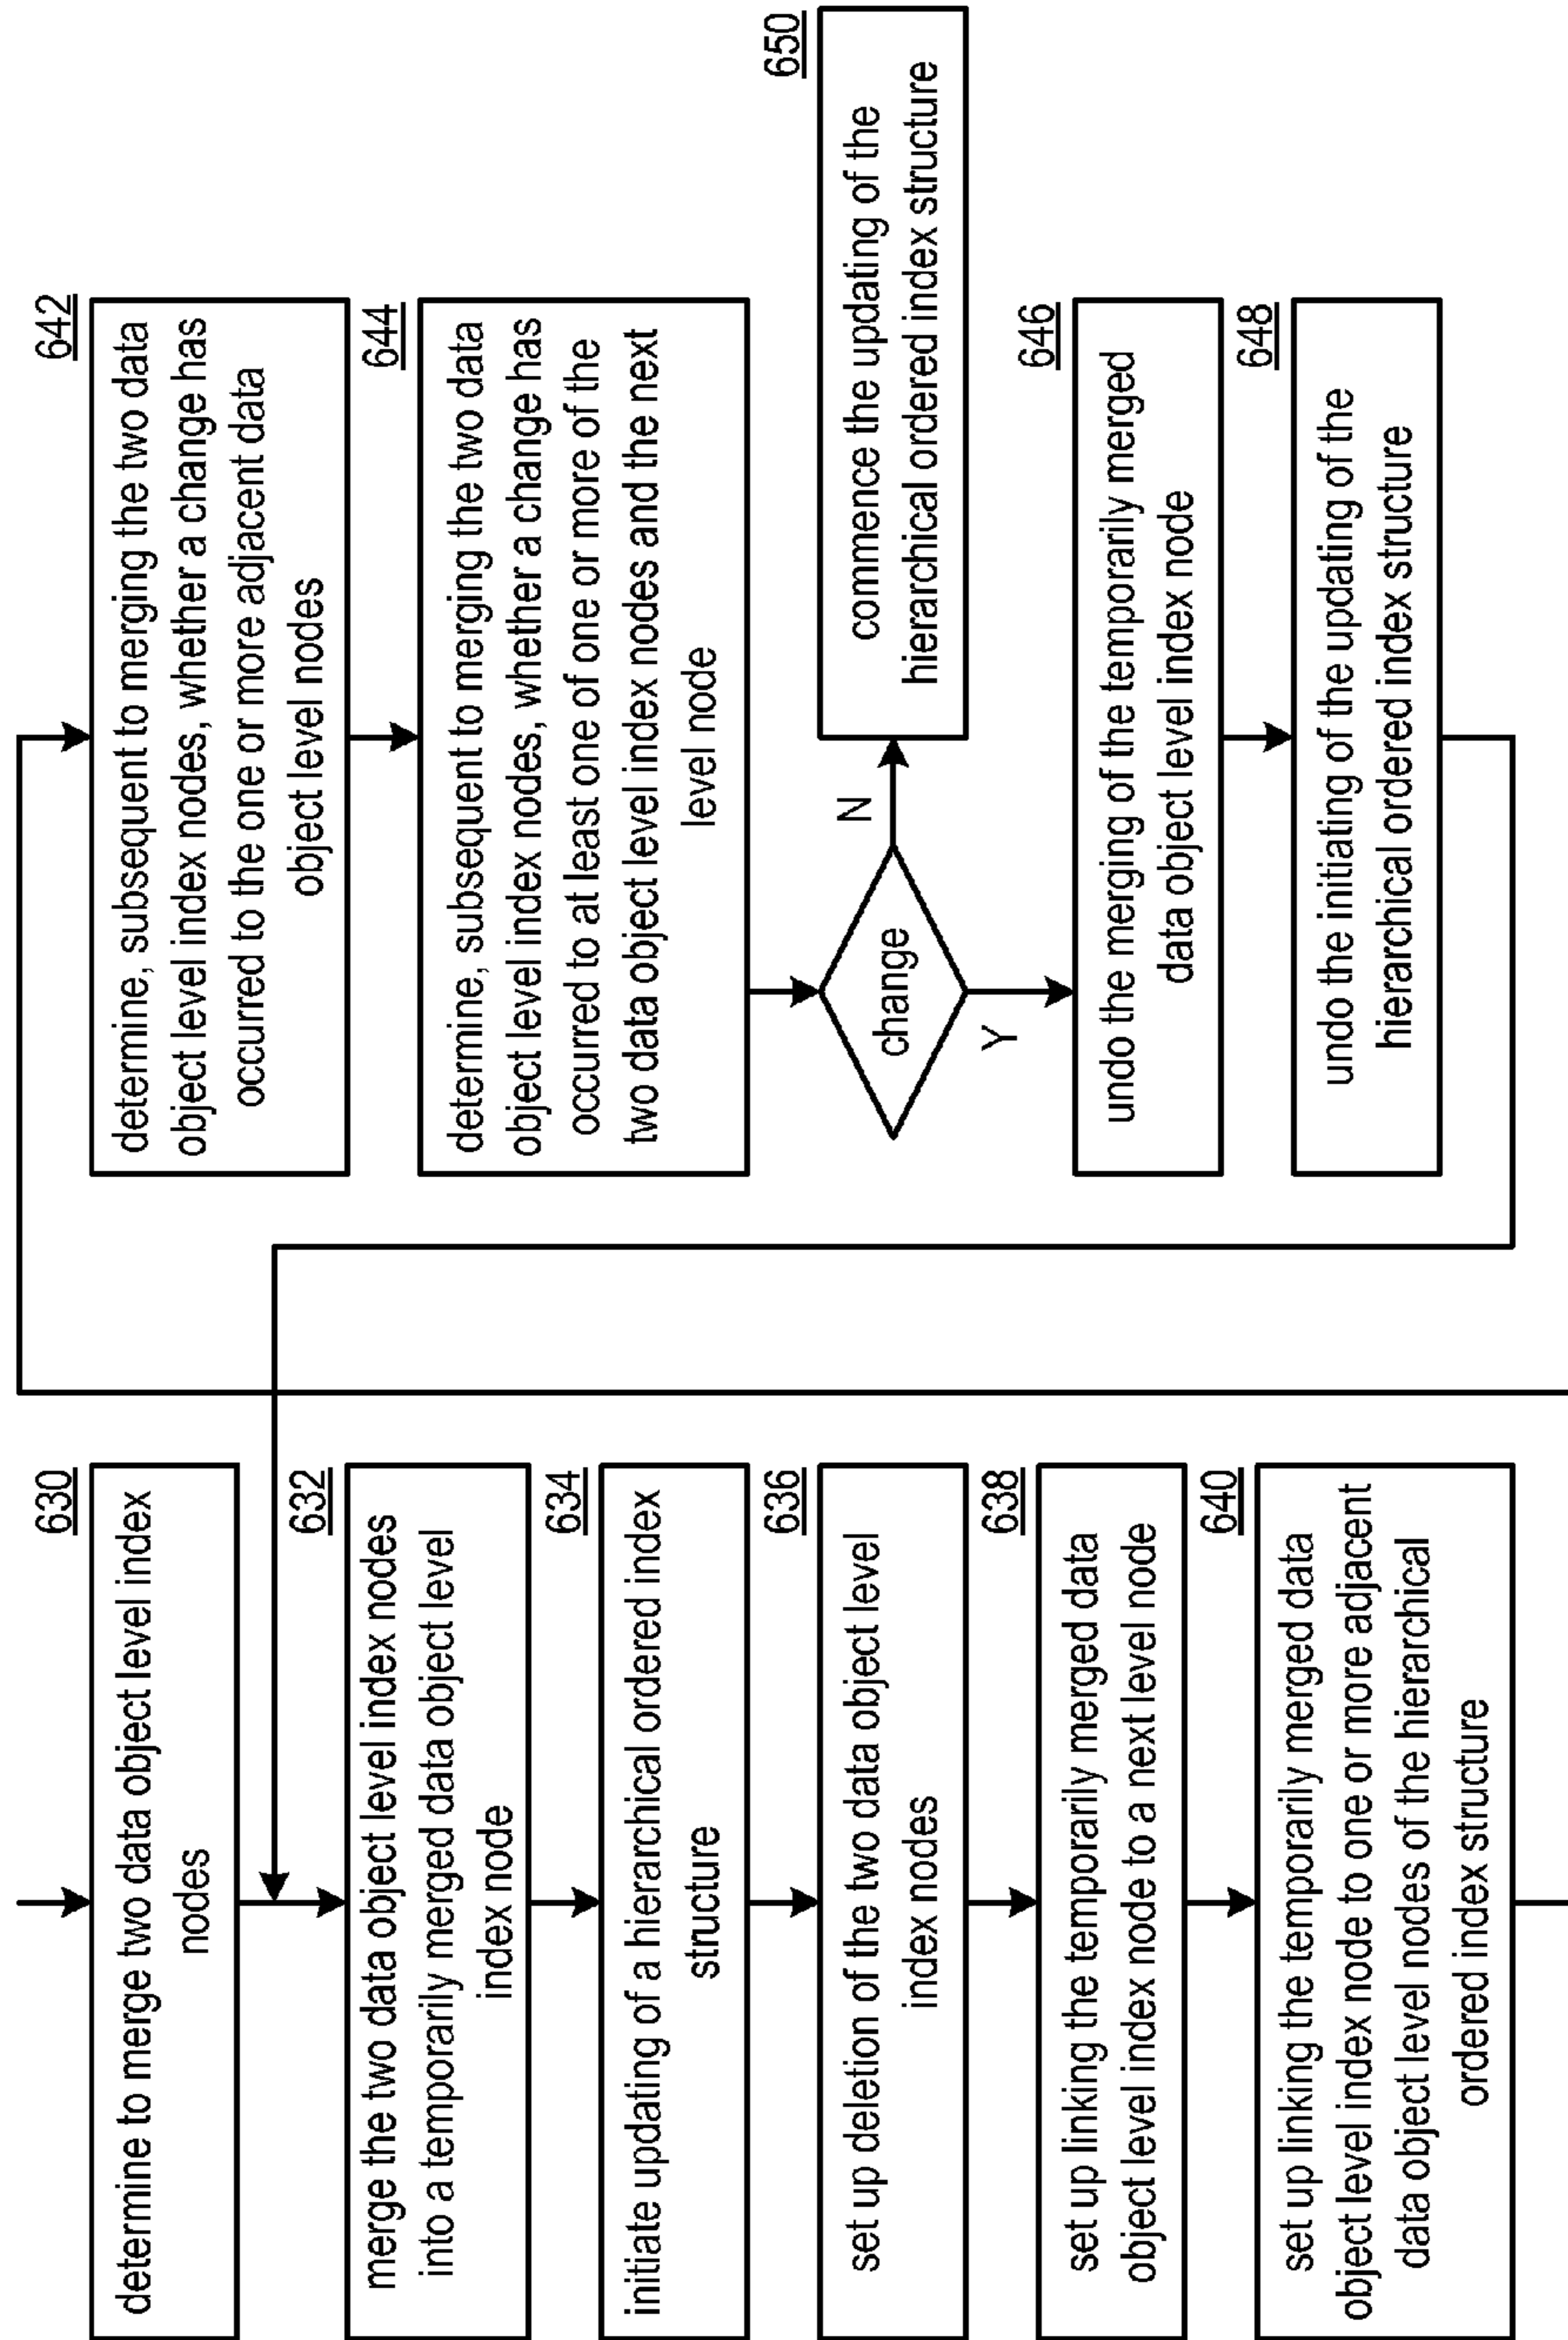 630
determine to merge two data object level index
nodes
632
merge the two data object level index nodes
into a temporarily merged data object level
index node
634
initiate updating of a hierarchical ordered index
structure
636
set up deletion of the two data object level
index nodes
638
set up linking the temporarily merged data
object level index node to a next level node
640
set up linking the temporarily merged data
object level index node to one or more adjacent
data object level nodes of the hierarchical
ordered index structure
642
determine, subsequent to merging the two data
object level index nodes, whether a change has
occurred to the one or more adjacent data
object level nodes
644
determine, subsequent to merging the two data
object level index nodes, whether a change has
occurred to at least one of one or more of the
two data object level index nodes and the next
level node
change
N
Y
650
commence the updating of the
hierarchical ordered index structure
646
undo the merging of the temporarily merged
data object level index node
648
undo the initiating of the updating of the
hierarchical ordered index structure